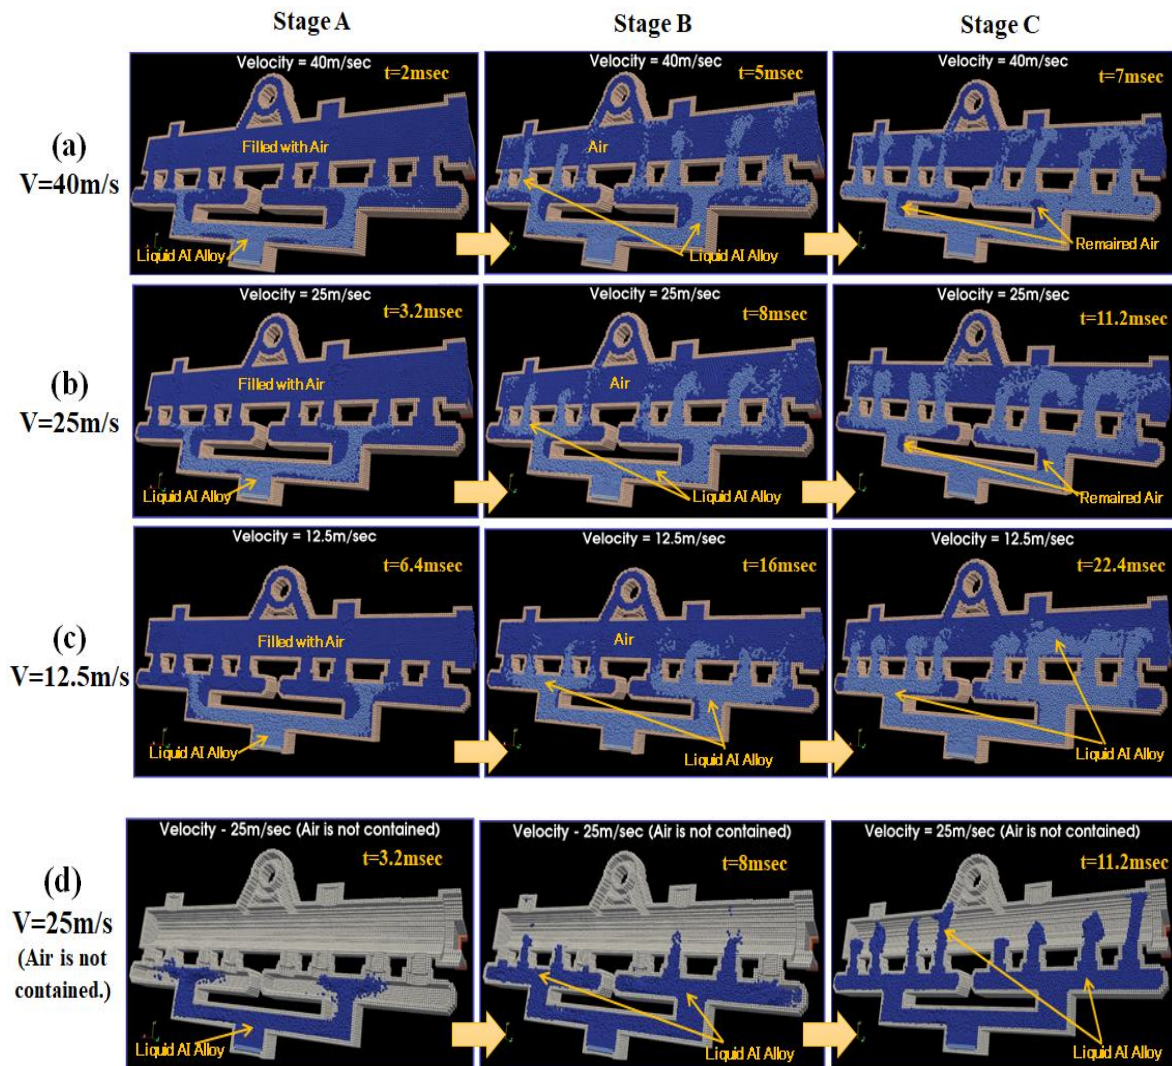 Stage A
Stage B
Stage C
(a)
V=40m/s
Velocity = 40m/sec
t=2msec
Filled with Air
Liquid Al Alloy
Velocity = 40m/sec
t=5msec
Air
Liquid Al Alloy
Velocity = 40m/sec
t=7msec
Remaired Air
(b)
V=25m/s
Velocity = 25m/sec
t=3.2msec
Filled with Air
Liquid Al Alloy
Velocity = 25m/sec
t=8msec
Air
Liquid Al Alloy
Velocity = 25m/sec
t=11.2msec
Remaired Air
(c)
V=12.5m/s
Velocity = 12.5m/sec
t=6.4msec
Filled with Air
Liquid Al Alloy
Velocity = 12.5m/sec
t=16msec
Air
Liquid Al Alloy
Velocity = 12.5m/sec
t=22.4msec
Liquid Al Alloy
(d)
V=25m/s
(Air is not
contained.)
Velocity - 25m/sec (Air is not contained)
t=3.2msec
Liquid Al Alloy
Velocity - 25m/sec (Air is not contained)
t=8msec
Liquid Al Alloy
Velocity = 25m/sec (Air is not contained)
t=11.2msec
Liquid Al Alloy